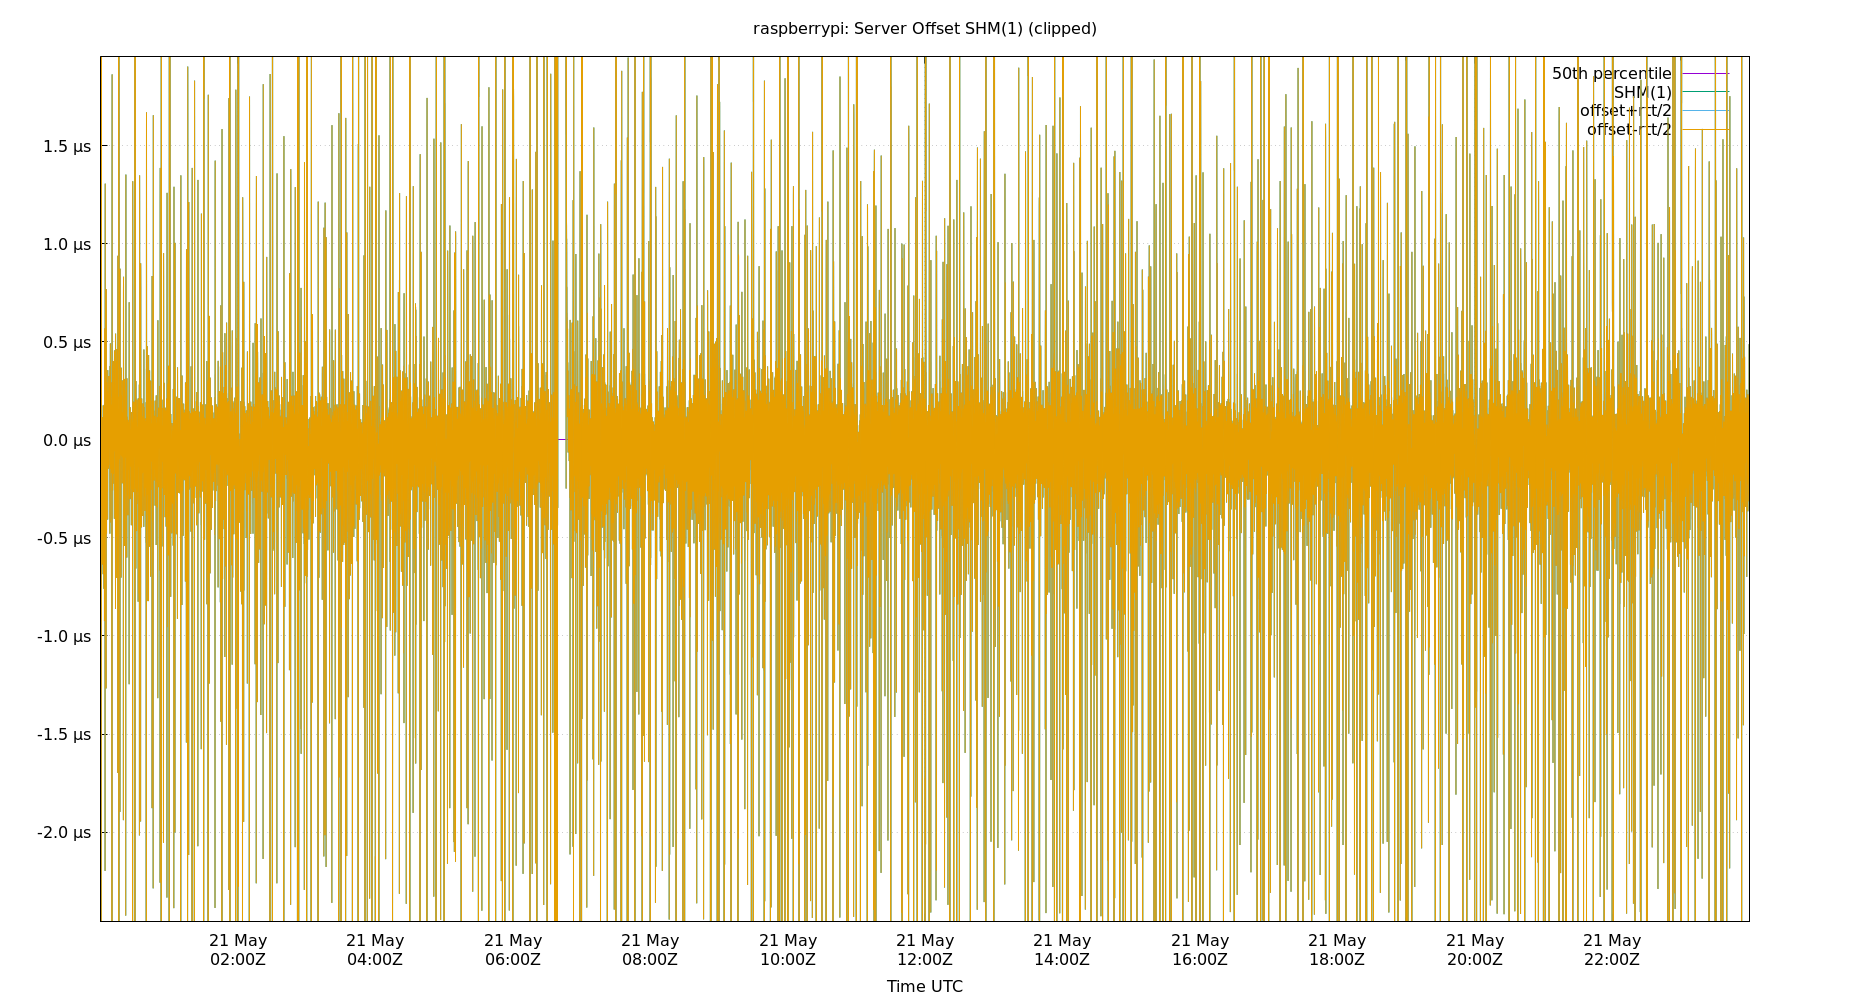 raspberrypi: Server Offset SHM(1) (clipped)
50th percentile
SHM(1)
offset+rtt/2
offset-rtt/2
1.5 µs
1.0 µs
0.5 µs
0.0 µs
-0.5 µs
-1.0 µs
-1.5 µs
-2.0 µs
21 May 21 May 21 May 21 May 21 May 21 May 21 May 21 May 21 May 21 May 21 May
02:00Z 04:00Z 06:00Z 08:00Z 10:00Z 12:00Z 14:00Z 16:00Z 18:00Z 20:00Z 22:00Z
Time UTC